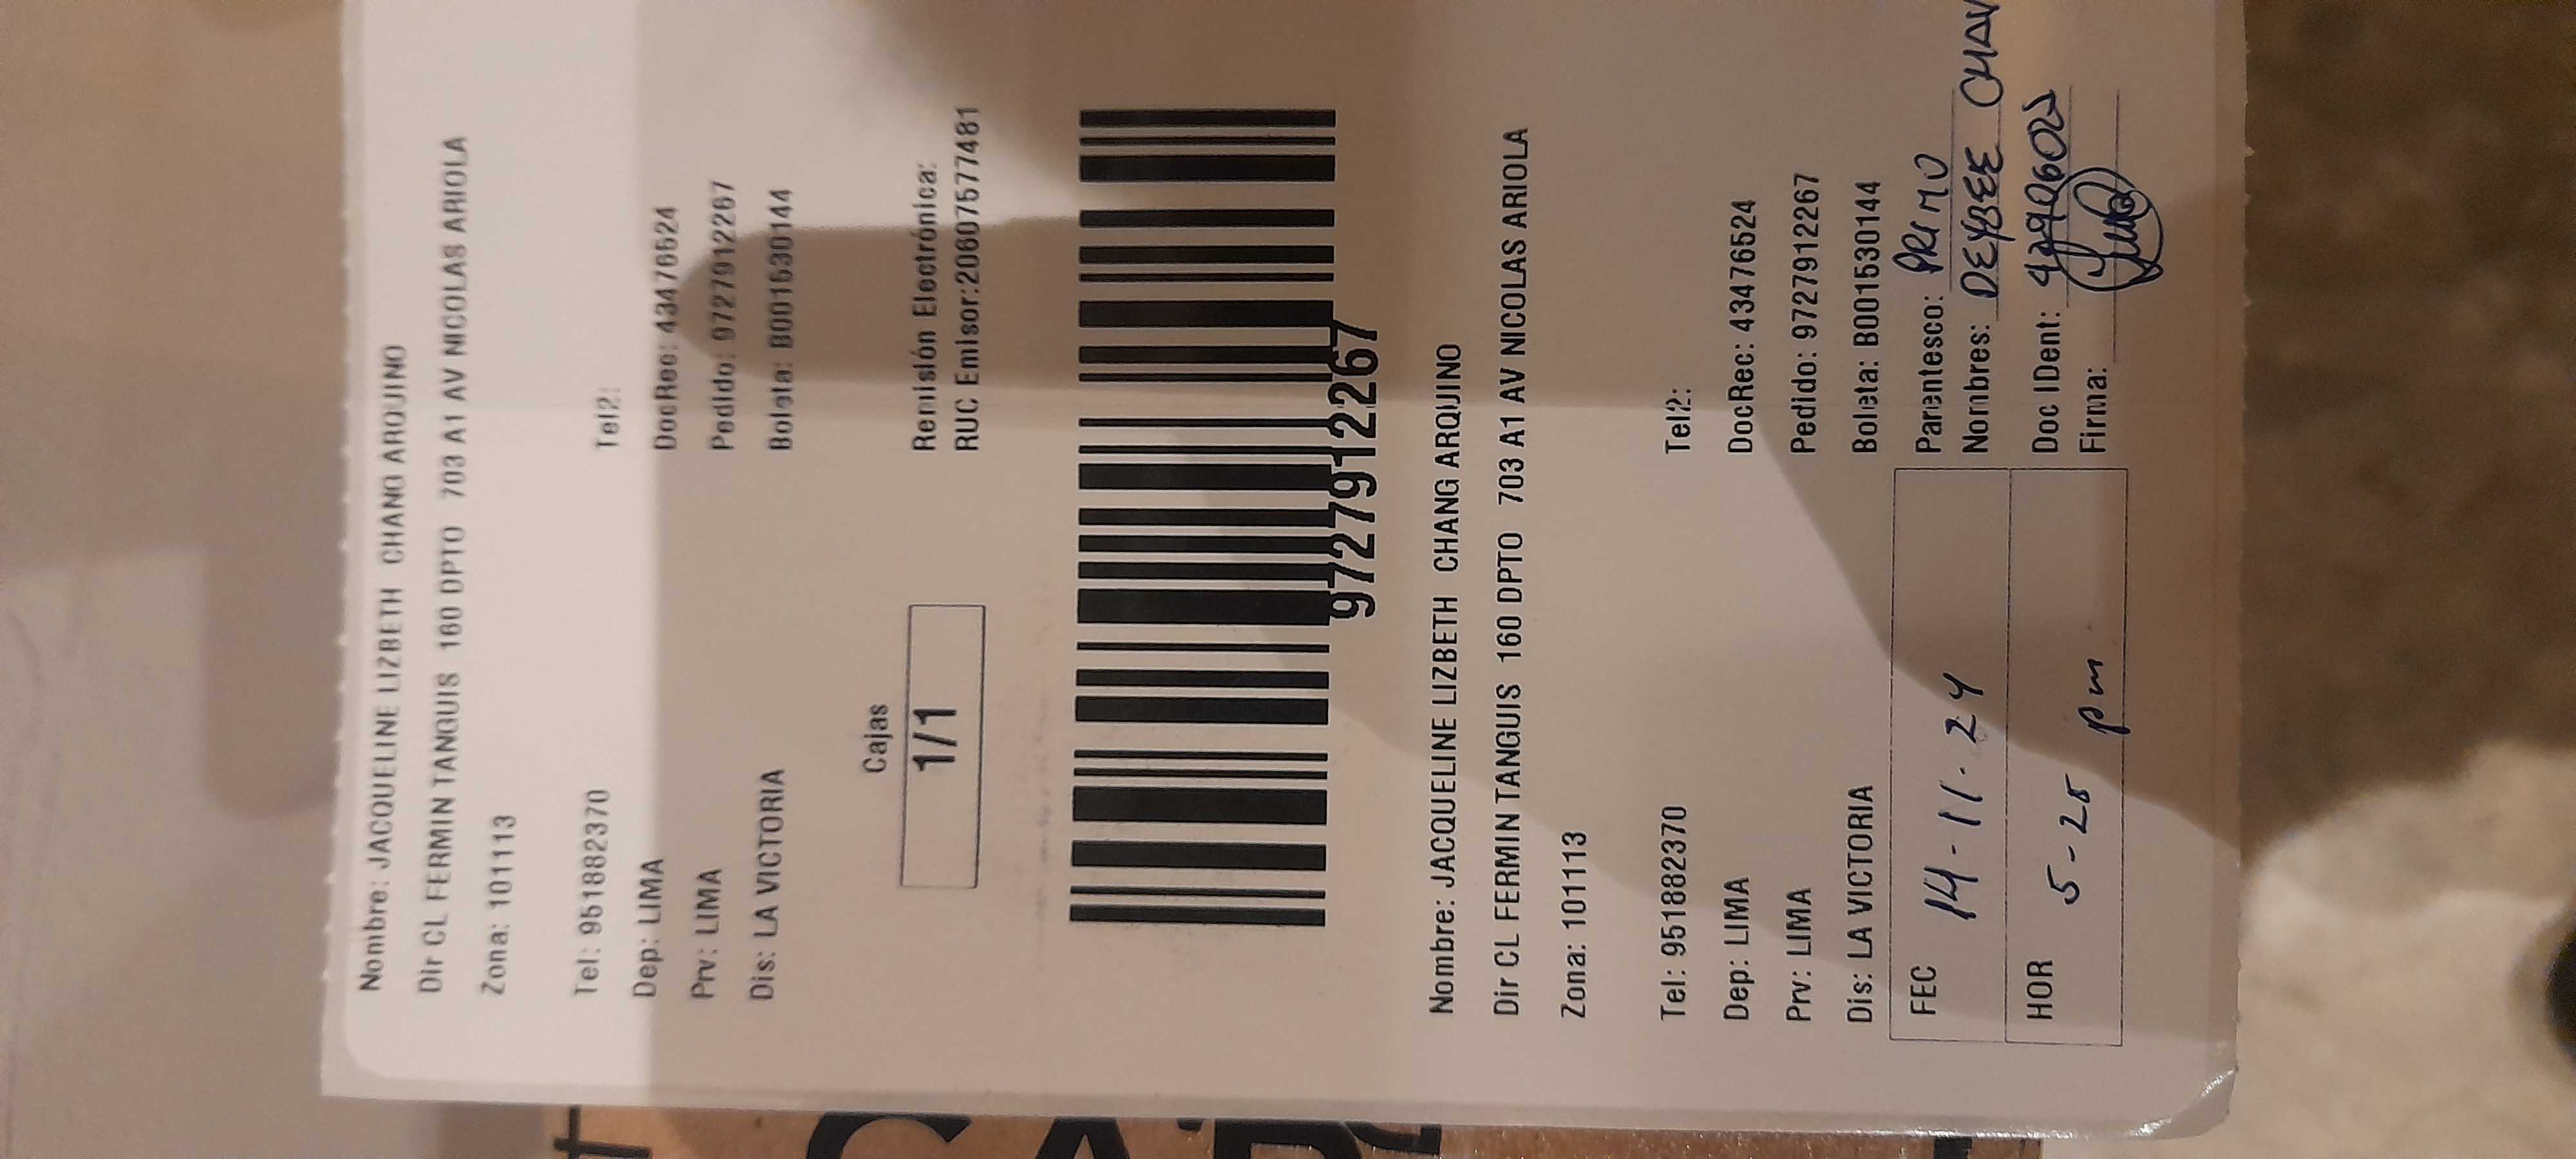 Nombre: JACQUELINE LIZBETH CHANG ARQUINO
Dir CL FERMIN TANGUIS 160 DPTO 703 A1 AV NICOLAS ARIOLA
Zona: 101113
Tel: 951882370 Tel2:
Dep: LIMA DocRec: 43476524
Prv: LIMA Pedido: 9727912267
Dis: LA VICTORIA Boleta: B001530144
Cajas
1/1
Remisión Electrónica:
RUC Emisor:20607577481
9727912267
Nombre: JACQUELINE LIZBETH CHANG ARQUINO
Dir CL FERMIN TANGUIS 160 DPTO 703 A1 AV NICOLAS ARIOLA
Zona: 101113
Tel: 951882370 Tel2:
Dep: LIMA DocRec: 43476524
Prv: LIMA Pedido: 9727912267
Dis: LA VICTORIA Boleta: B001530144
FEC 14-11-24 Parentesco: PRIMO
Nombres:
HOR 5-28 pm Doc IDent:
Firma: